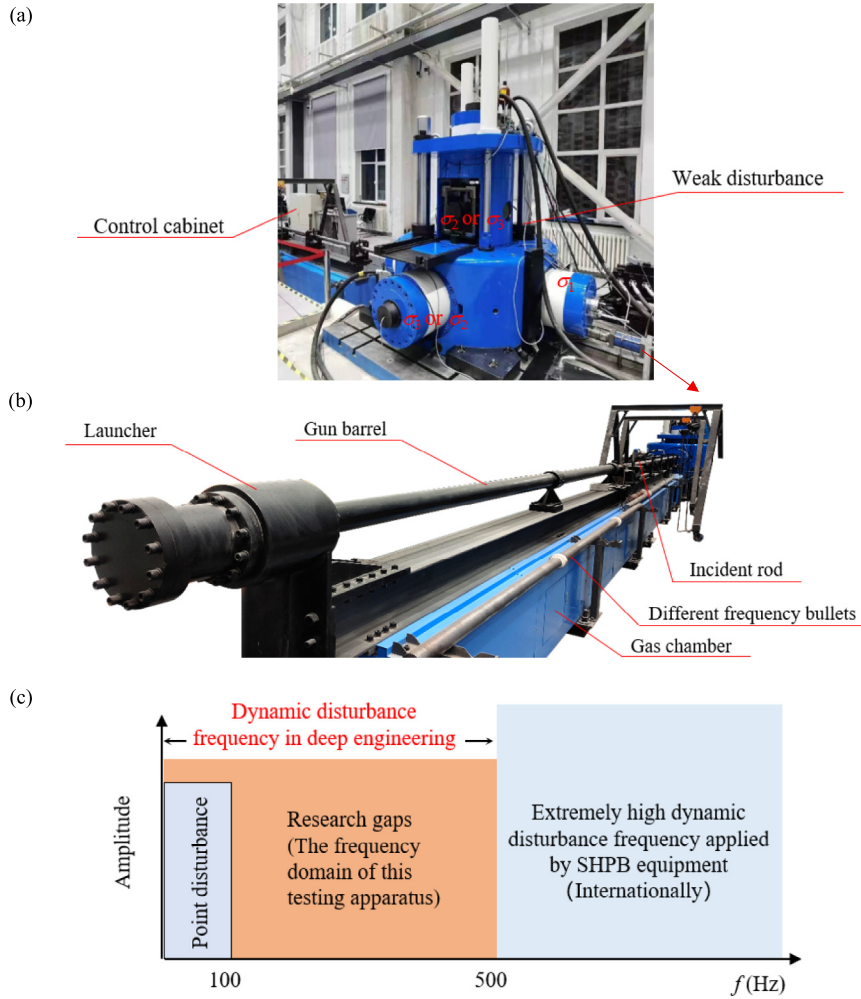 (a)
Weak disturbance
Control cabinet
σ₂ or σ₃
σ₁
σ₃ or σ₂
(b)
Launcher
Gun barrel
Incident rod
Different frequency bullets
Gas chamber
(c)
Dynamic disturbance
frequency in deep engineering
Amplitude
Point disturbance
Research gaps
(The frequency
domain of this
testing apparatus)
Extremely high dynamic
disturbance frequency applied
by SHPB equipment
(Internationally)
100
500
f (Hz)